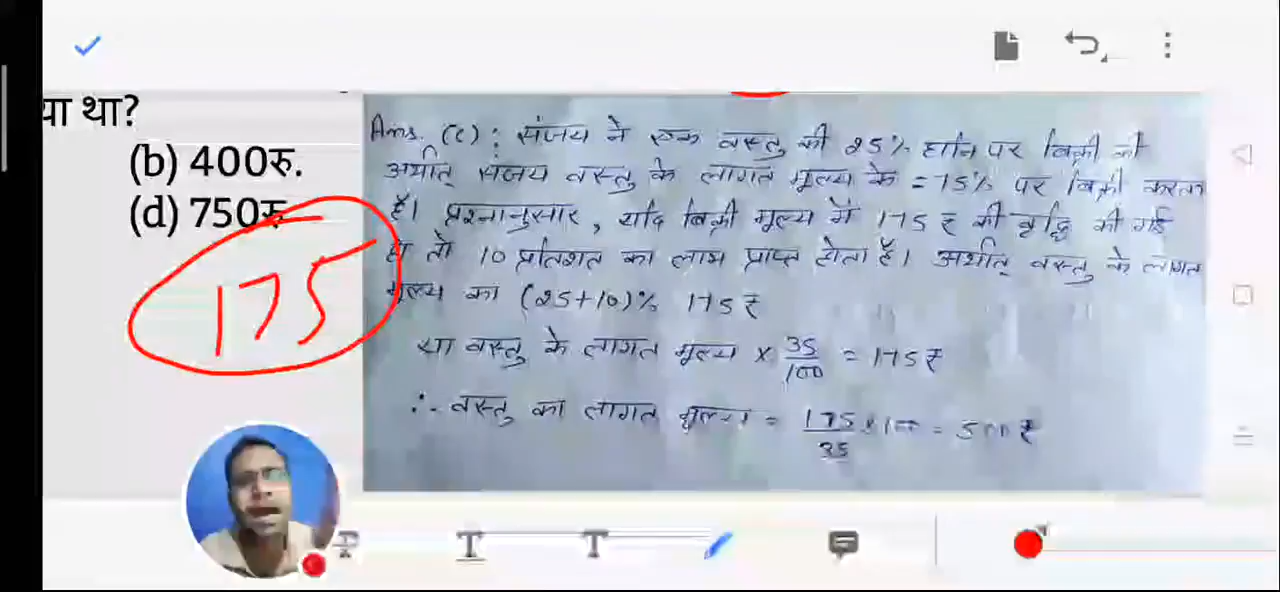 या था?
(b) 400रु.
(d) 750रु
175
Ans. (c) : संजय ने एक वस्तु की 25% हानि पर बिक्री की
अर्थात् संजय वस्तु के लागत मूल्य के = 75% पर बिक्री करता
है। प्रश्नानुसार, यदि बिक्री मूल्य में 175 ₹ की वृद्धि की गई
हो तो 10 प्रतिशत का लाभ प्राप्त होता है। अर्थात् वस्तु के लागत
मूल्य का (25+10)% 175 ₹
या वस्तु के लागत मूल्य × 35/100 = 175 ₹
∴ वस्तु का लागत मूल्य = 175/35 × 100 = 500 ₹